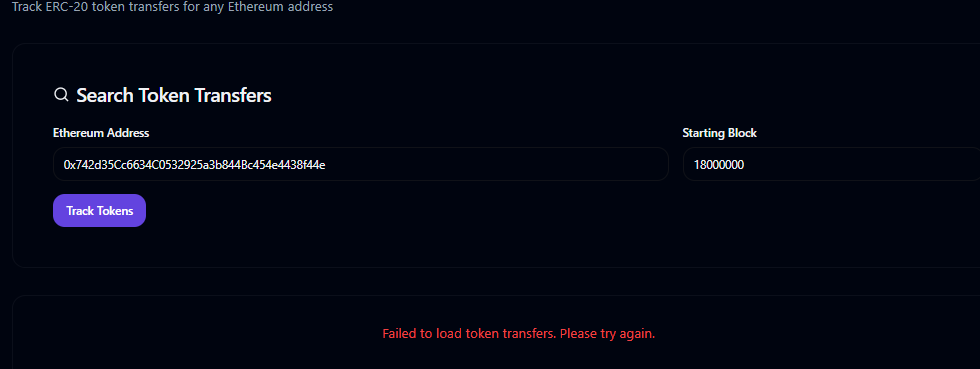 Track ERC-20 token transfers for any Ethereum address
Search Token Transfers
Ethereum Address
Starting Block
0x742d35Cc6634C0532925a3b844Bc454e4438f44e
18000000
Track Tokens
Failed to load token transfers. Please try again.